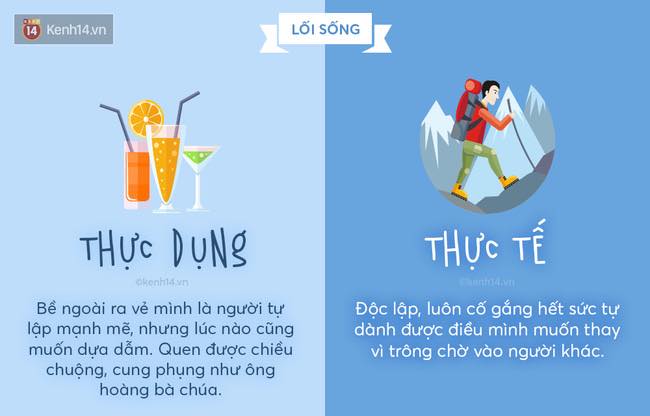 Kenh14.vn
LỐI SỐNG
THỰC DỤNG
©kenh14.vn
Bề ngoài ra vẻ mình là người tự
lập mạnh mẽ, nhưng lúc nào cũng
muốn dựa dẫm. Quen được chiều
chuộng, cung phụng như ông
hoàng bà chúa.
THỰC TẾ
©kenh14.vn
Độc lập, luôn cố gắng hết sức tự
dành được điều mình muốn thay
vì trông chờ vào người khác.